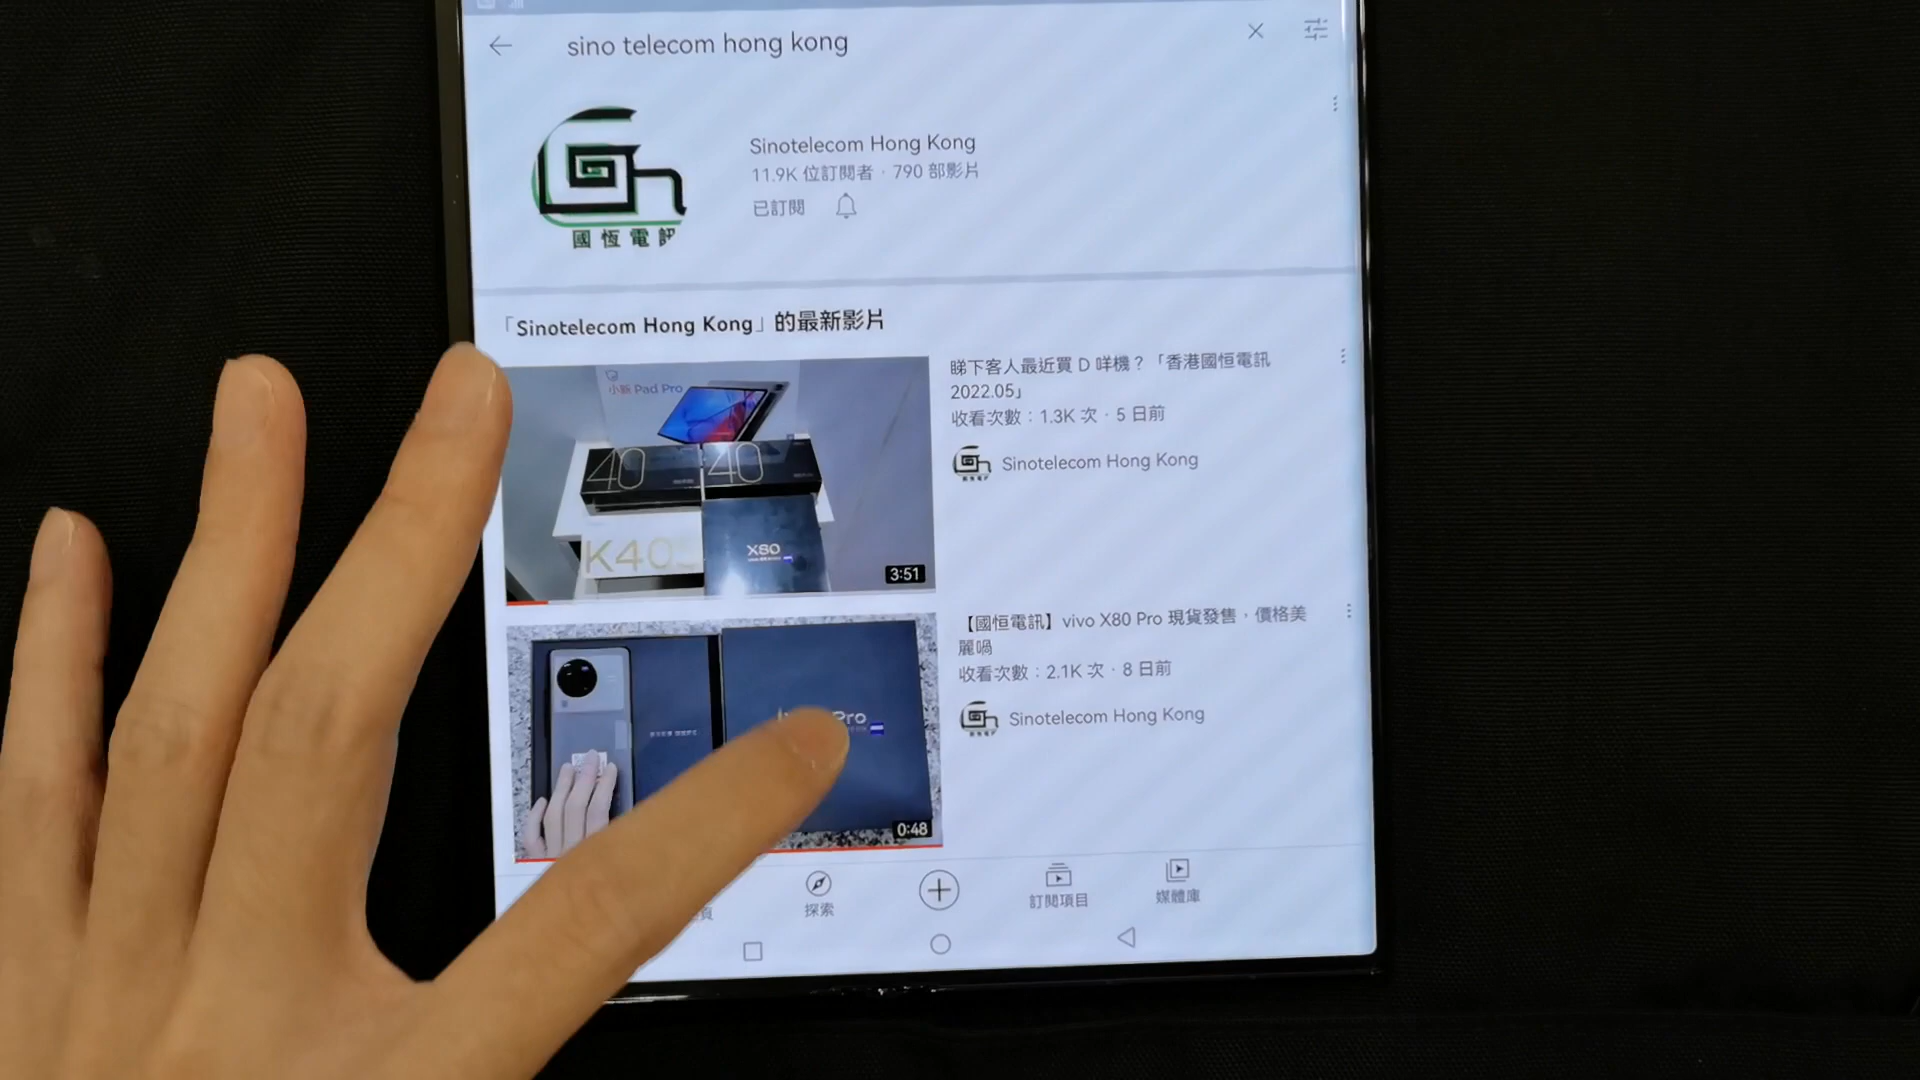 sino telecom hong kong
國恆電訊
Sinotelecom Hong Kong
11.9K 位訂閱者 · 790 部影片
已訂閱
「Sinotelecom Hong Kong」的最新影片
小新 Pad Pro
40
40
K40S
X80
3:51
睇下客人最近買 D 咩機？「香港國恒電訊
2022.05」
收看次數：1.3K 次 · 5 日前
Sinotelecom Hong Kong
Pro
0:48
【國恒電訊】vivo X80 Pro 現貨發售，價格美
麗喎
收看次數：2.1K 次 · 8 日前
Sinotelecom Hong Kong
頁
探索
訂閱項目
媒體庫